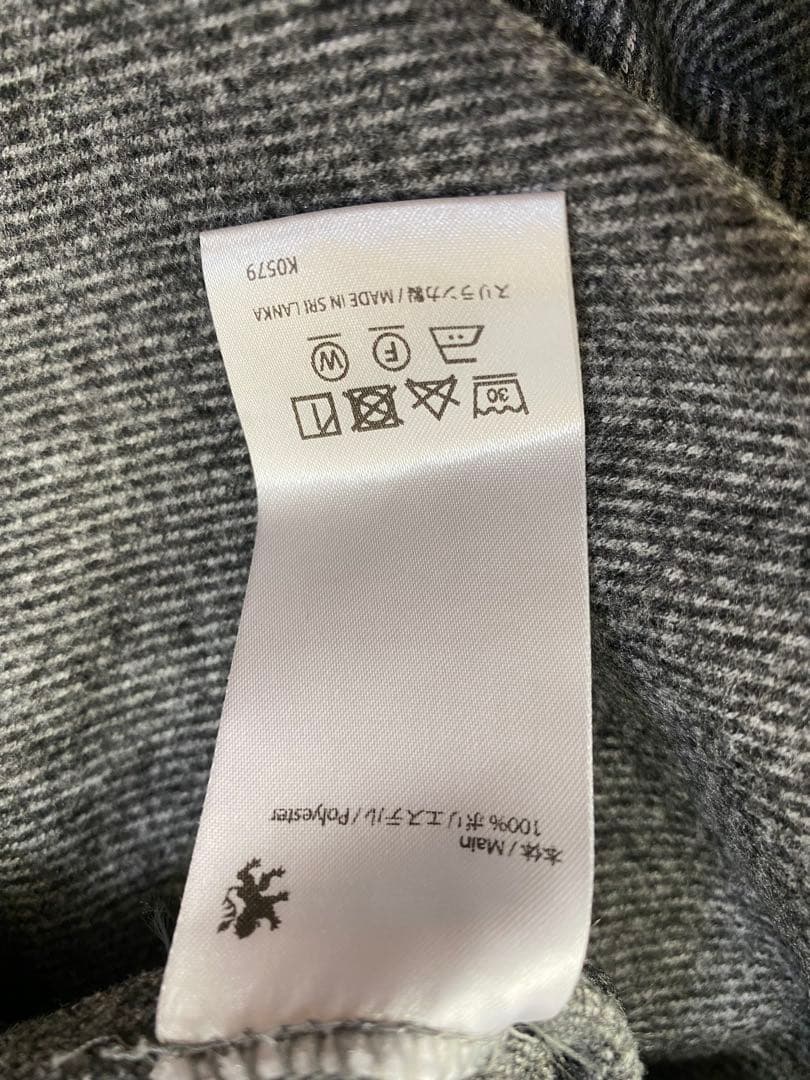 本体 / Main
100% ポリエステル / Polyester
30
F
W
スリランカ製 / MADE IN SRI LANKA
K0579